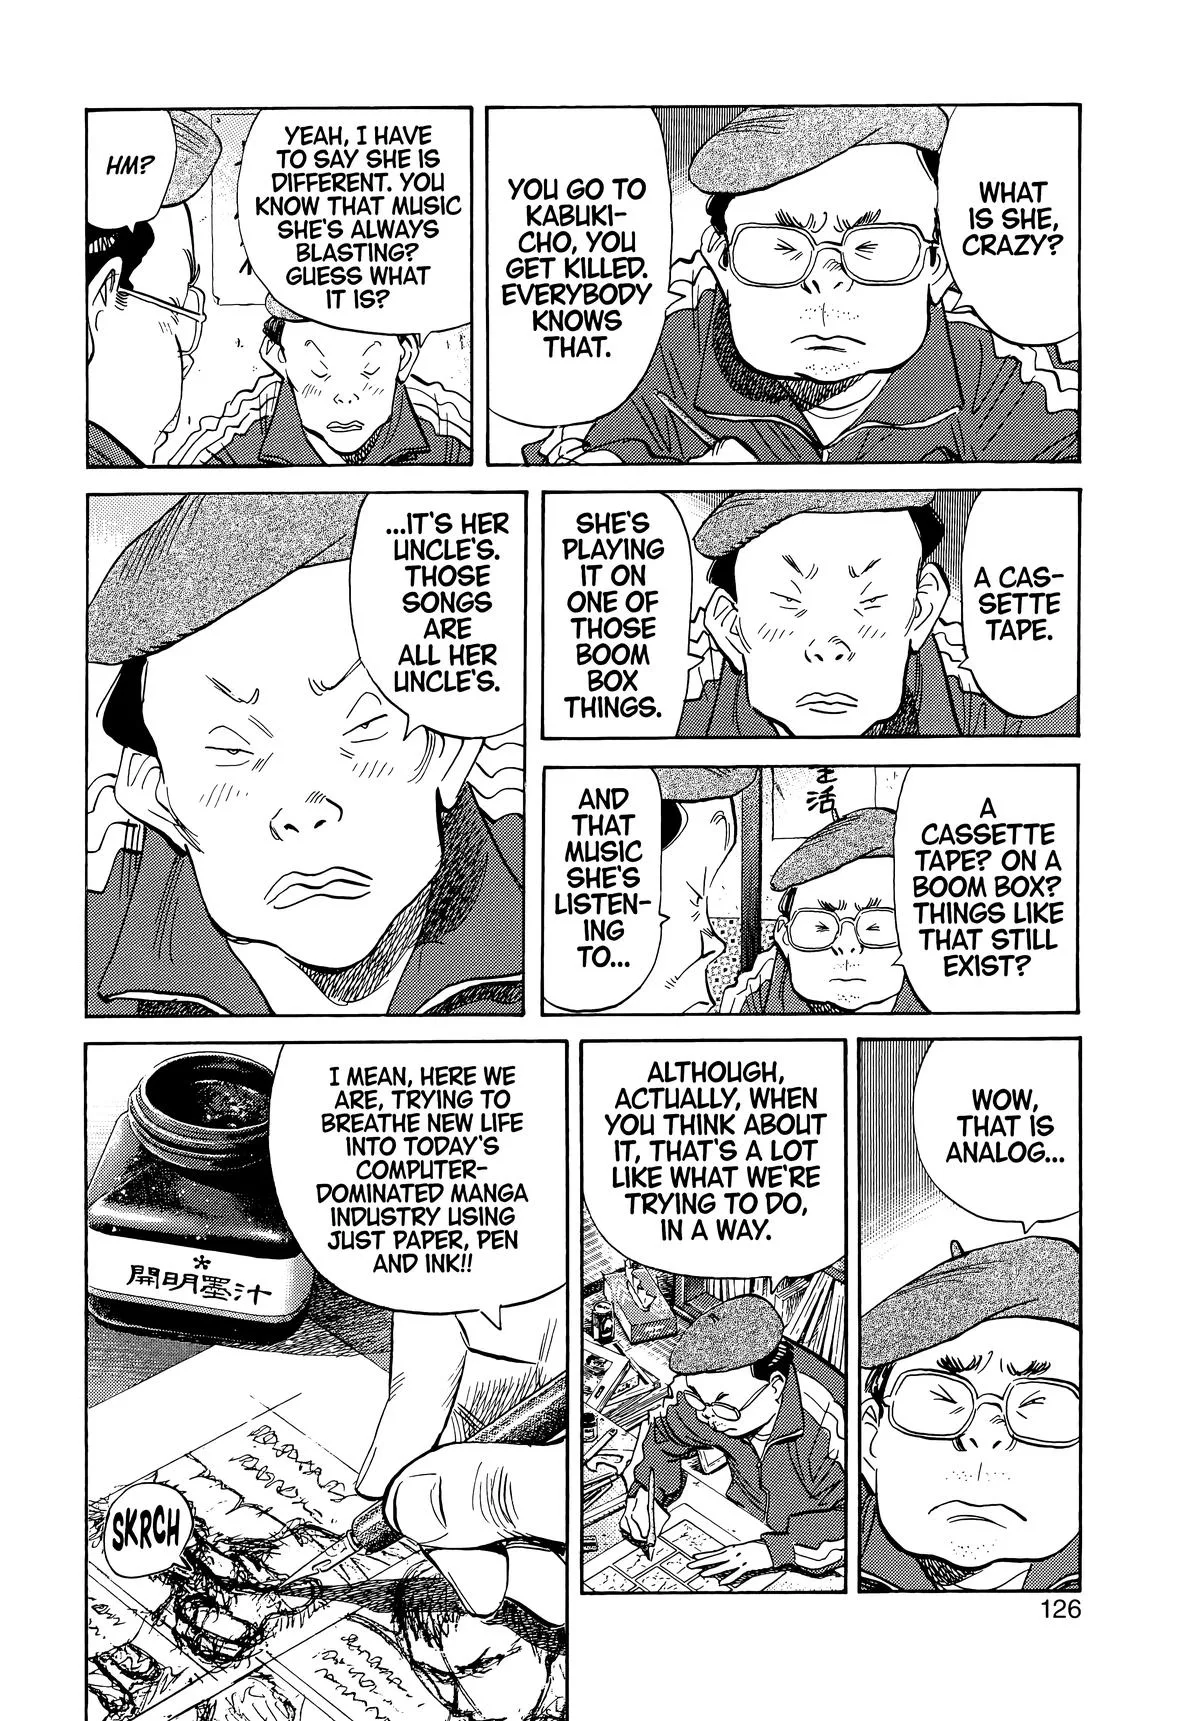 WHAT
IS SHE,
CRAZY?
YOU GO TO
KABUKI-
CHO, YOU
GET KILLED.
EVERYBODY
KNOWS
THAT.
YEAH, I HAVE
TO SAY SHE IS
DIFFERENT. YOU
KNOW THAT MUSIC
SHE'S ALWAYS
BLASTING?
GUESS WHAT
IT IS?
HM?
A CAS-
SETTE
TAPE.
SHE'S
PLAYING
IT ON
ONE OF
THOSE
BOOM
BOX
THINGS.
A
CASSETTE
TAPE? ON A
BOOM BOX?
THINGS LIKE
THAT STILL
EXIST?
生活
AND
THAT
MUSIC
SHE'S
LISTEN-
ING
TO...
...IT'S HER
UNCLE'S.
THOSE
SONGS
ARE
ALL HER
UNCLE'S.
WOW,
THAT IS
ANALOG...
ALTHOUGH,
ACTUALLY, WHEN
YOU THINK ABOUT
IT, THAT'S A LOT
LIKE WHAT WE'RE
TRYING TO DO,
IN A WAY.
I MEAN, HERE WE
ARE, TRYING TO
BREATHE NEW LIFE
INTO TODAY'S
COMPUTER-
DOMINATED MANGA
INDUSTRY USING
JUST PAPER, PEN
AND INK!!
*
開明墨汁
SKRCH
126